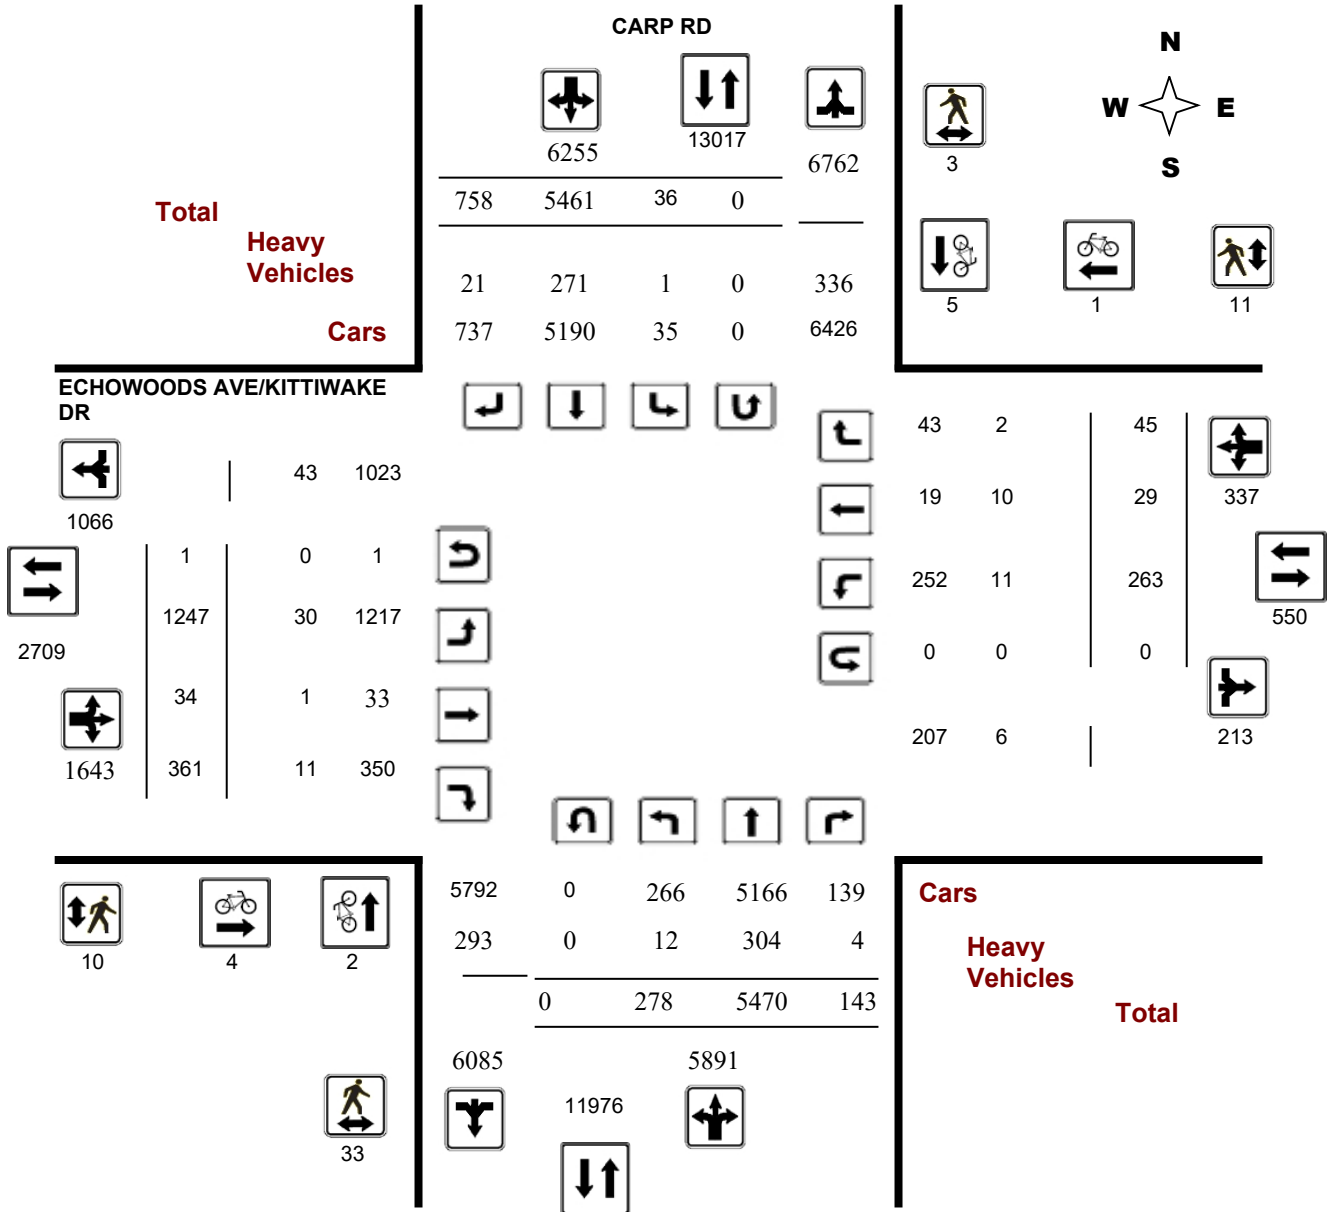 CARP RD
N
W E
S
6255 13017 6762 3
758 5461 36 0
Total
Heavy
Vehicles
21 271 1 0 336
5 1 11
Cars 737 5190 35 0 6426
ECHOWOODS AVE/KITTIWAKE
DR
43 2 45
43 1023
19 10 29 337
1066
1 0 1
252 11 263
550
1247 30 1217
2709
0 0 0
34 1 33
207 6 213
1643 361 11 350
5792 0 266 5166 139 Cars
293 0 12 304 4 Heavy
Vehicles
10 4 2
0 278 5470 143 Total
6085 5891
11976
33